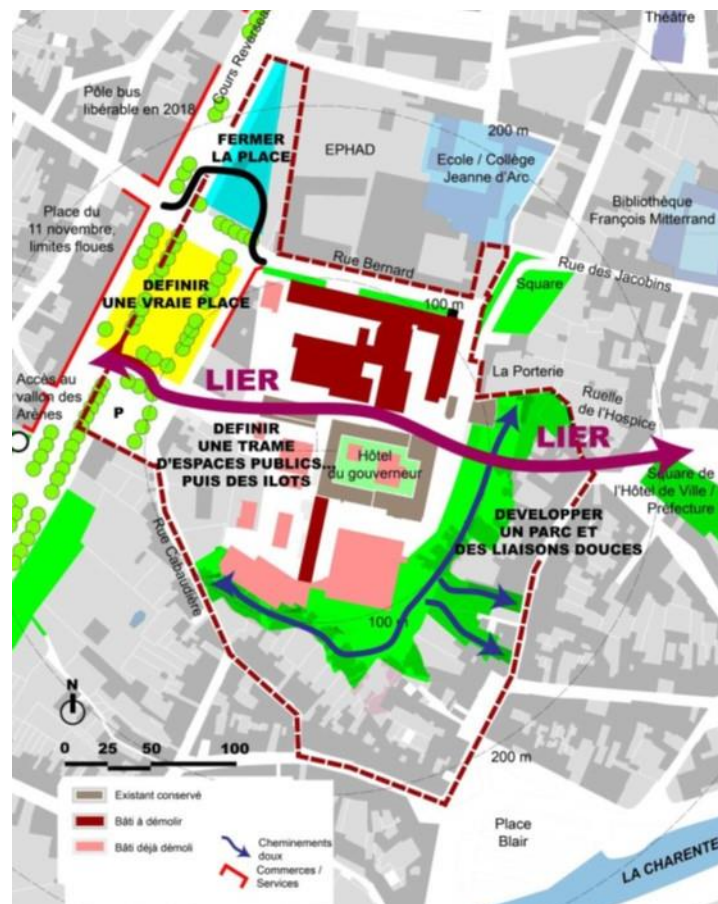 Théâtre
Cours Reverseau
Pôle bus
libérable en 2018
FERMER
LA PLACE
EPHAD
200 m
Ecole / Collège
Jeanne d'Arc
Bibliothèque
François Mitterrand
Place du
11 novembre,
limites floues
Rue Bernard
Rue des Jacobins
DEFINIR
UNE VRAIE PLACE
Square
100 m
La Porterie
Accès au
vallon des
Arènes
P
LIER
Ruelle
de l'Hospice
DEFINIR
UNE TRAME
D'ESPACES PUBLICS...
PUIS DES ILOTS
LIER
Hôtel
du gouverneur
Square de
l'Hôtel de Ville /
Préfecture
DEVELOPPER
UN PARC ET
DES LIAISONS DOUCES
Rue Cabaudière
100 m
N
0 25 50 100
200 m
Existant conservé
Bâti à démolir
Bâti déjà démoli
Cheminements
doux
Commerces /
Services
Place
Blair
LA CHARENTE